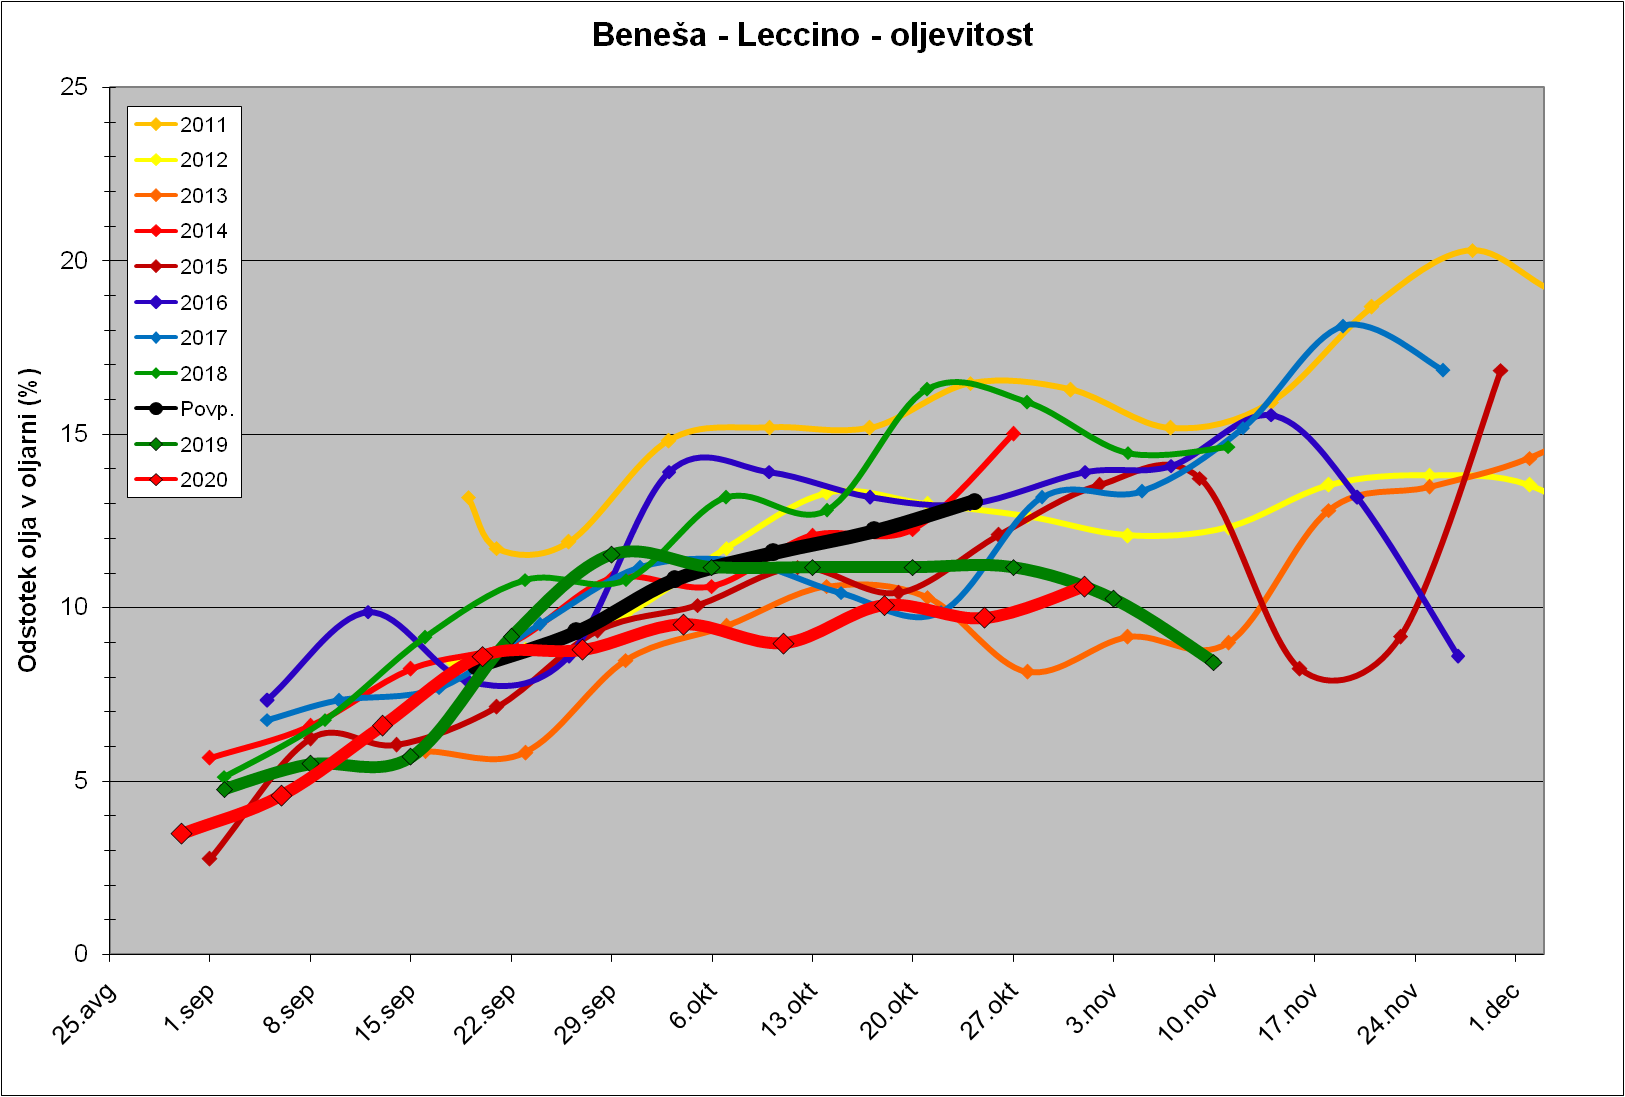 Beneša - Leccino - oljevitost
Odstotek olja v oljarni (%)
25
20
15
10
5
0
2011
2012
2013
2014
2015
2016
2017
2018
Povp.
2019
2020
25.avg
1.sep
8.sep
15.sep
22.sep
29.sep
6.okt
13.okt
20.okt
27.okt
3.nov
10.nov
17.nov
24.nov
1.dec